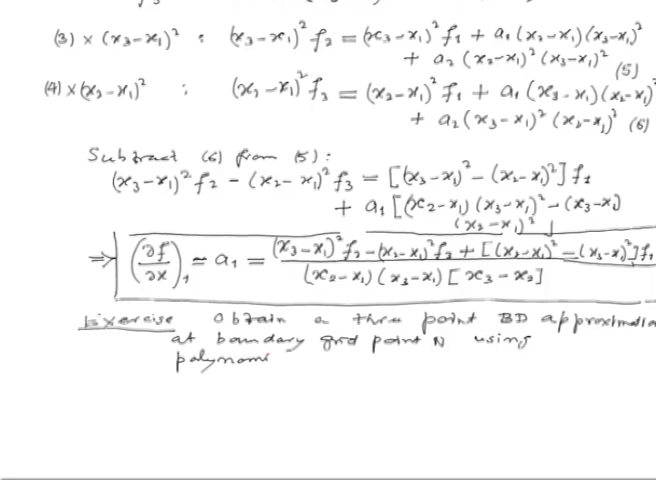 (3) × (x₃-x₁)² : (x₃-x₁)² f₂ = (x₃-x₁)² f₁ + a₁ (x₂-x₁)(x₃-x₁)²
+ a₂ (x₂-x₁)² (x₃-x₁)² (5)
(4) × (x₂-x₁)² : (x₂-x₁)² f₃ = (x₂-x₁)² f₁ + a₁ (x₃-x₁)(x₂-x₁)²
+ a₂ (x₃-x₁)² (x₂-x₁)² (6)
Subtract (6) from (5):
(x₃-x₁)² f₂ - (x₂-x₁)² f₃ = [(x₃-x₁)² - (x₂-x₁)²] f₁
+ a₁ [(x₂-x₁)(x₃-x₁)² - (x₃-x₁)
(x₂-x₁)²]
⇒ (∂f/∂x)₁ ≈ a₁ = (x₃-x₁)² f₂ - (x₂-x₁)² f₃ + [(x₂-x₁)² - (x₃-x₁)²] f₁
(x₂-x₁)(x₃-x₁)[x₃-x₂]
Exercise Obtain a three point BD approximatio
at boundary grid point N using
polynomi